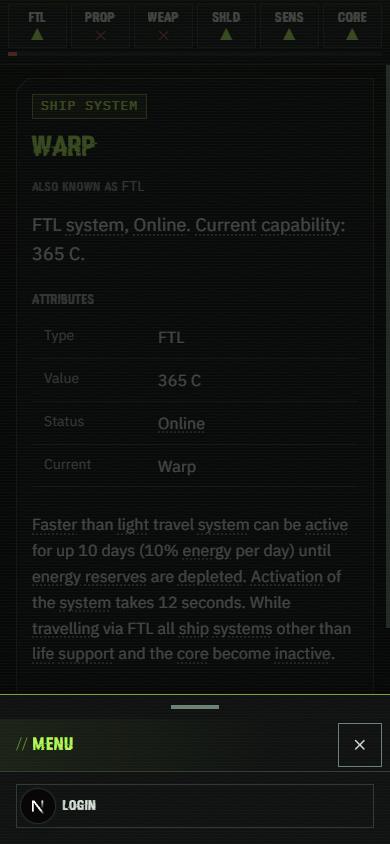 FTL PROP WEAP SHLD SENS CORE
SHIP SYSTEM
WARP
ALSO KNOWN AS FTL
FTL system, Online. Current capability:
365 C.
ATTRIBUTES
Type FTL
Value 365 C
Status Online
Current Warp
Faster than light travel system can be active
for up 10 days (10% energy per day) until
energy reserves are depleted. Activation of
the system takes 12 seconds. While
travelling via FTL all ship systems other than
life support and the core become inactive.
// MENU ×
N LOGIN